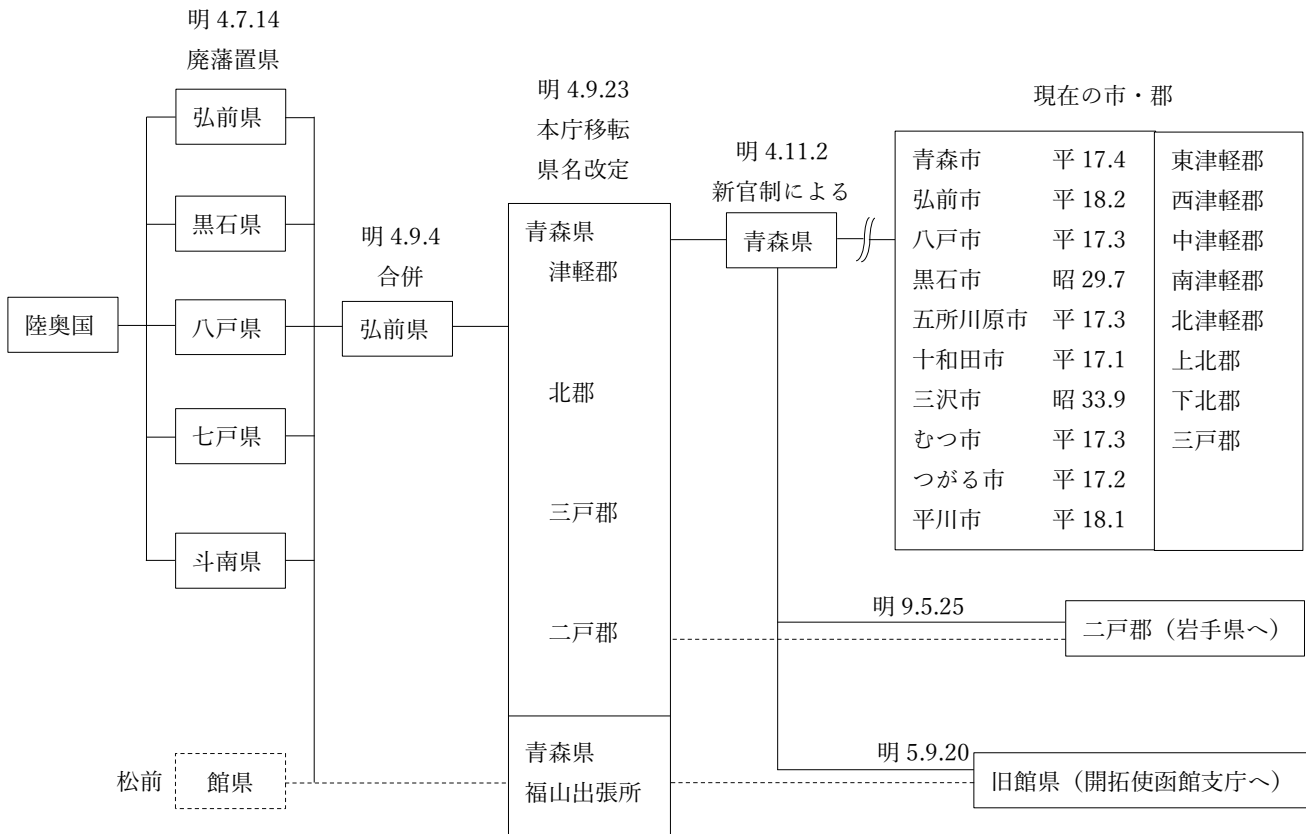 明 4.7.14
廃藩置県
弘前県
黒石県
陸奥国
八戸県
七戸県
斗南県
松前
館県
明 4.9.4
合併
弘前県
明 4.9.23
本庁移転
県名改定
青森県
津軽郡
北郡
三戸郡
二戸郡
青森県
福山出張所
明 4.11.2
新官制による
青森県
現在の市・郡
青森市 平 17.4 東津軽郡
弘前市 平 18.2 西津軽郡
八戸市 平 17.3 中津軽郡
黒石市 昭 29.7 南津軽郡
五所川原市 平 17.3 北津軽郡
十和田市 平 17.1 上北郡
三沢市 昭 33.9 下北郡
むつ市 平 17.3 三戸郡
つがる市 平 17.2
平川市 平 18.1
明 9.5.25
二戸郡（岩手県へ）
明 5.9.20
旧館県（開拓使函館支庁へ）